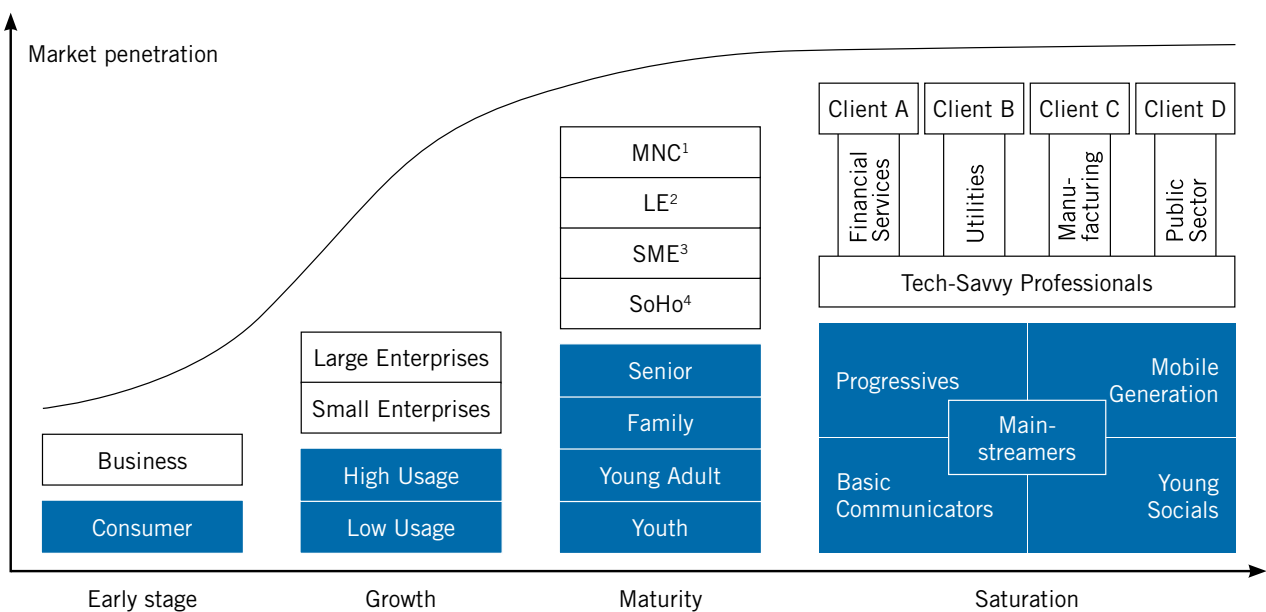 Market penetration
Client A
Client B
Client C
Client D
Financial
Services
Utilities
Manu-
facturing
Public
Sector
Tech-Savvy Professionals
MNC¹
LE²
SME³
SoHo⁴
Large Enterprises
Small Enterprises
Business
Consumer
High Usage
Low Usage
Senior
Family
Young Adult
Youth
Progressives
Mobile
Generation
Main-
streamers
Basic
Communicators
Young
Socials
Early stage
Growth
Maturity
Saturation